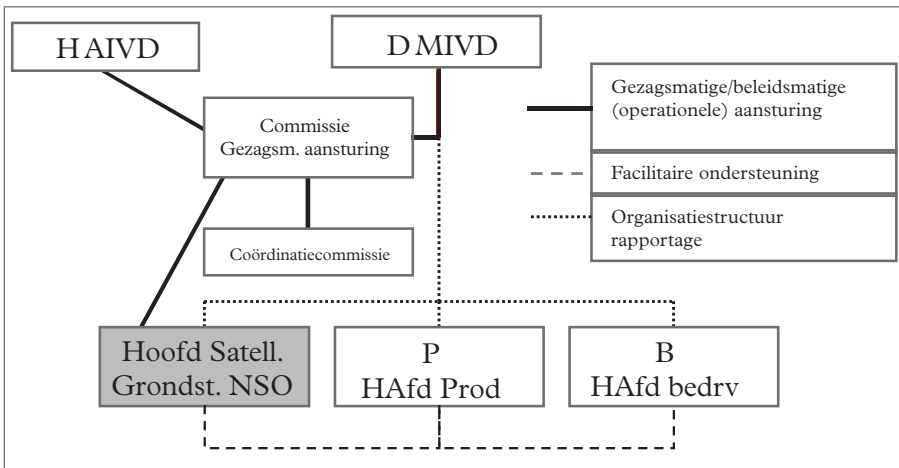 H AIVD
D MIVD
Commissie
Gezagsm. aansturing
Coördinatiecommissie
Gezagsmatige/beleidsmatige
(operationele) aansturing
Facilitaire ondersteuning
Organisatiestructuur
rapportage
Hoofd Satell.
Grondst. NSO
P
HAfd Prod
B
HAfd bedrv